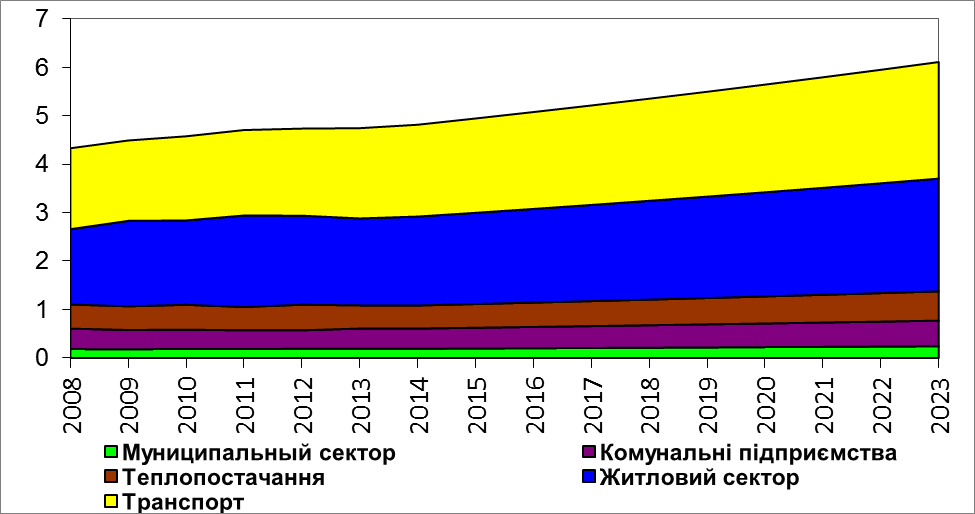 7
6
5
4
3
2
1
0
2008 2009 2010 2011 2012 2013 2014 2015 2016 2017 2018 2019 2020 2021 2022 2023
Муниципальный сектор Комунальні підприємства
Теплопостачання Житловий сектор
Транспорт